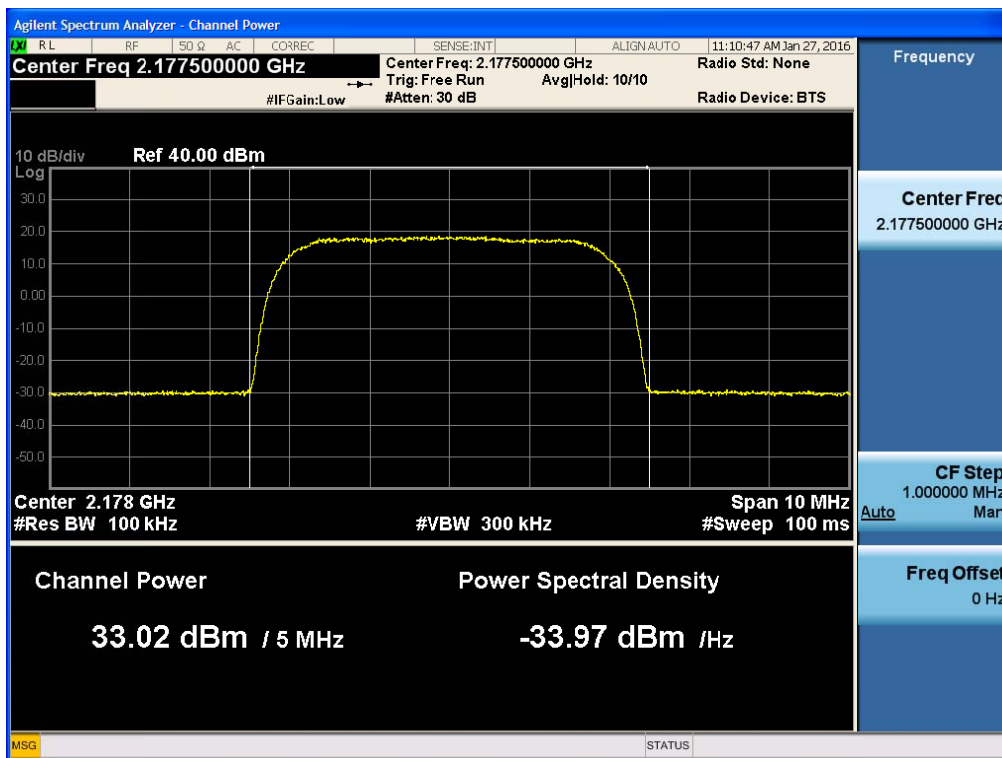 Agilent Spectrum Analyzer - Channel Power
LXI RL RF 50 Ω AC CORREC SENSE:INT ALIGN AUTO 11:10:47 AM Jan 27, 2016
Center Freq 2.177500000 GHz
Center Freq: 2.177500000 GHz
Radio Std: None
Trig: Free Run Avg|Hold: 10/10
#IFGain:Low #Atten: 30 dB Radio Device: BTS
10 dB/div Ref 40.00 dBm
Log
30.0
20.0
10.0
0.00
-10.0
-20.0
-30.0
-40.0
-50.0
Center 2.178 GHz Span 10 MHz
#Res BW 100 kHz #VBW 300 kHz #Sweep 100 ms
Channel Power Power Spectral Density
33.02 dBm / 5 MHz -33.97 dBm /Hz
MSG STATUS
Frequency
Center Freq
2.177500000 GHz
CF Step
1.000000 MHz
Auto Man
Freq Offset
0 Hz